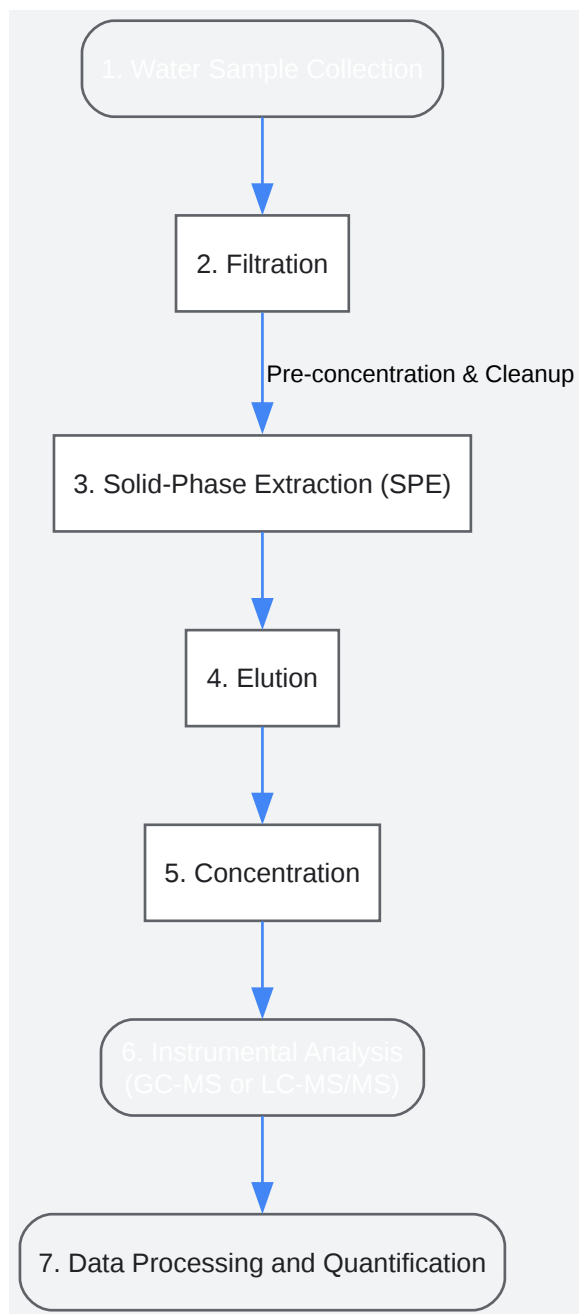 1. Water Sample Collection
2. Filtration
Pre-concentration & Cleanup
3. Solid-Phase Extraction (SPE)
4. Elution
5. Concentration
6. Instrumental Analysis
(GC-MS or LC-MS/MS)
7. Data Processing and Quantification